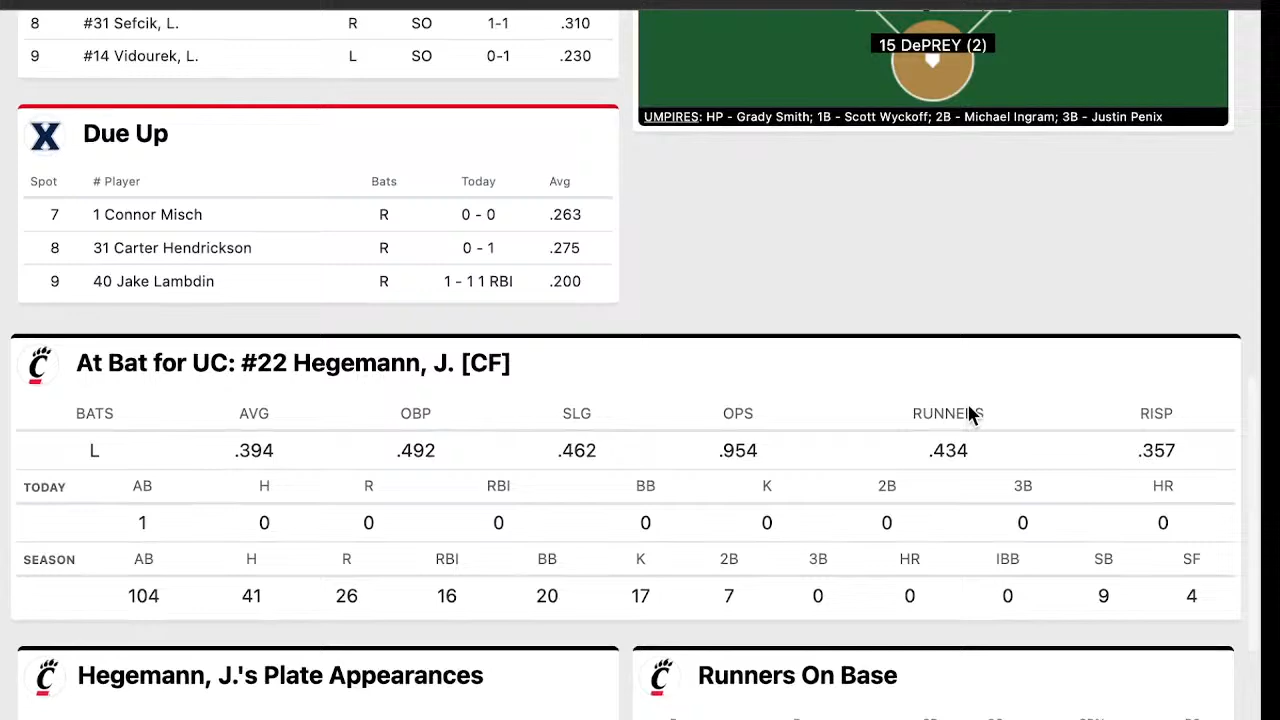 8 #31 Sefcik, L. R SO 1-1 .310
9 #14 Vidourek, L. L SO 0-1 .230
15 DePREY (2)
UMPIRES: HP - Grady Smith; 1B - Scott Wyckoff; 2B - Michael Ingram; 3B - Justin Penix
X Due Up
Spot # Player Bats Today Avg
7 1 Connor Misch R 0 - 0 .263
8 31 Carter Hendrickson R 0 - 1 .275
9 40 Jake Lambdin R 1 - 1 1 RBI .200
C At Bat for UC: #22 Hegemann, J. [CF]
BATS AVG OBP SLG OPS RUNNERS RISP
L .394 .492 .462 .954 .434 .357
TODAY AB H R RBI BB K 2B 3B HR
1 0 0 0 0 0 0 0 0
SEASON AB H R RBI BB K 2B 3B HR IBB SB SF
104 41 26 16 20 17 7 0 0 0 9 4
C Hegemann, J.'s Plate Appearances
C Runners On Base